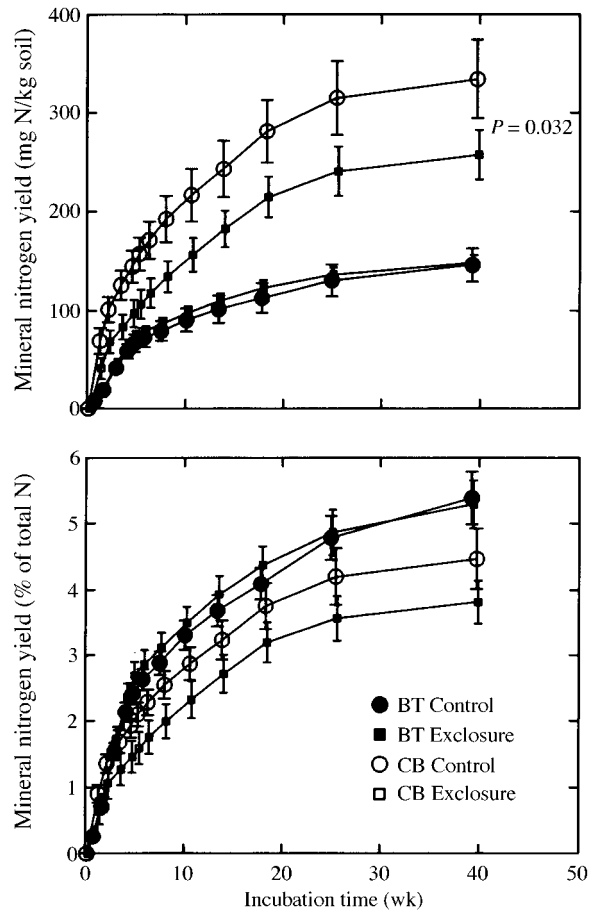 Mineral nitrogen yield (mg N/kg soil)
400
300
200
100
0
P = 0.032
Mineral nitrogen yield (% of total N)
6
5
4
3
2
1
0
BT Control
BT Exclosure
CB Control
CB Exclosure
0
10
20
30
40
50
Incubation time (wk)